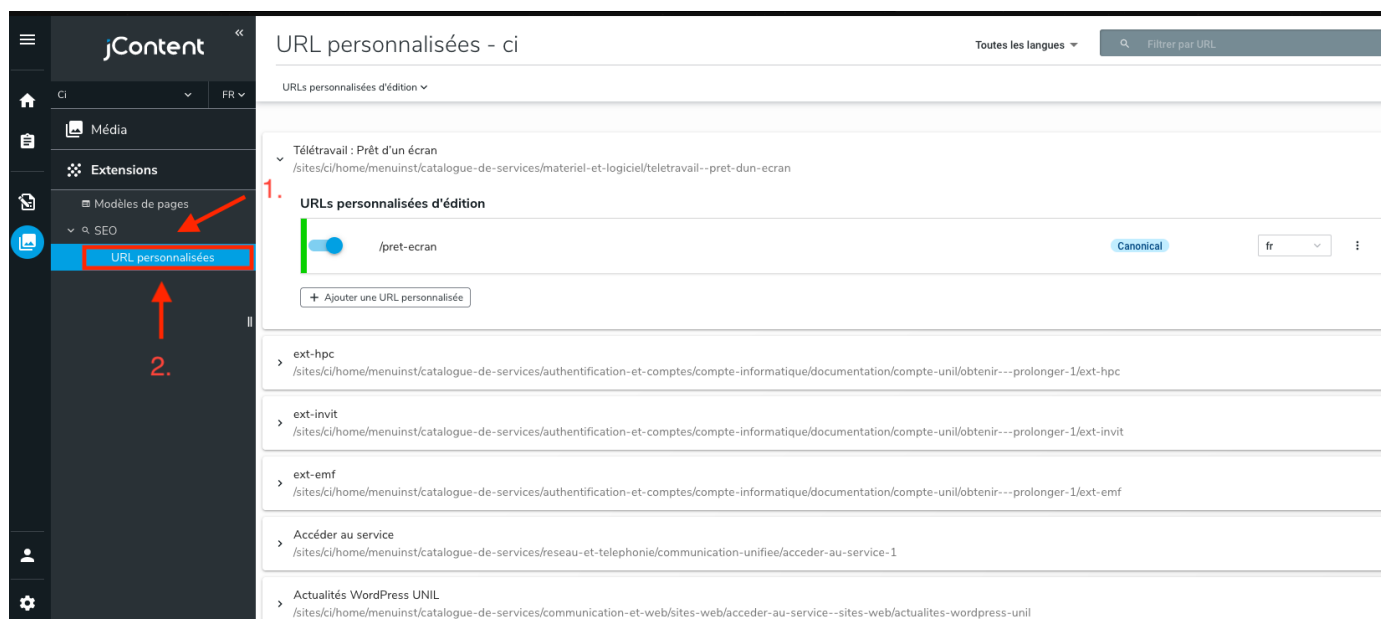 jContent
«
Ci
FR
Média
Extensions
Modèles de pages
SEO
URL personnalisées
1.
2.
URL personnalisées - ci
Toutes les langues
Filtrer par URL
URLs personnalisées d'édition
Télétravail : Prêt d'un écran
/sites/ci/home/menuinst/catalogue-de-services/materiel-et-logiciel/teletravail--pret-dun-ecran
URLs personnalisées d'édition
/pret-ecran
Canonical
fr
+ Ajouter une URL personnalisée
ext-hpc
/sites/ci/home/menuinst/catalogue-de-services/authentification-et-comptes/compte-informatique/documentation/compte-unil/obtenir---prolonger-1/ext-hpc
ext-invit
/sites/ci/home/menuinst/catalogue-de-services/authentification-et-comptes/compte-informatique/documentation/compte-unil/obtenir---prolonger-1/ext-invit
ext-emf
/sites/ci/home/menuinst/catalogue-de-services/authentification-et-comptes/compte-informatique/documentation/compte-unil/obtenir---prolonger-1/ext-emf
Accéder au service
/sites/ci/home/menuinst/catalogue-de-services/reseau-et-telephonie/communication-unifiee/acceder-au-service-1
Actualités WordPress UNIL
/sites/ci/home/menuinst/catalogue-de-services/communication-et-web/sites-web/acceder-au-service--sites-web/actualites-wordpress-unil